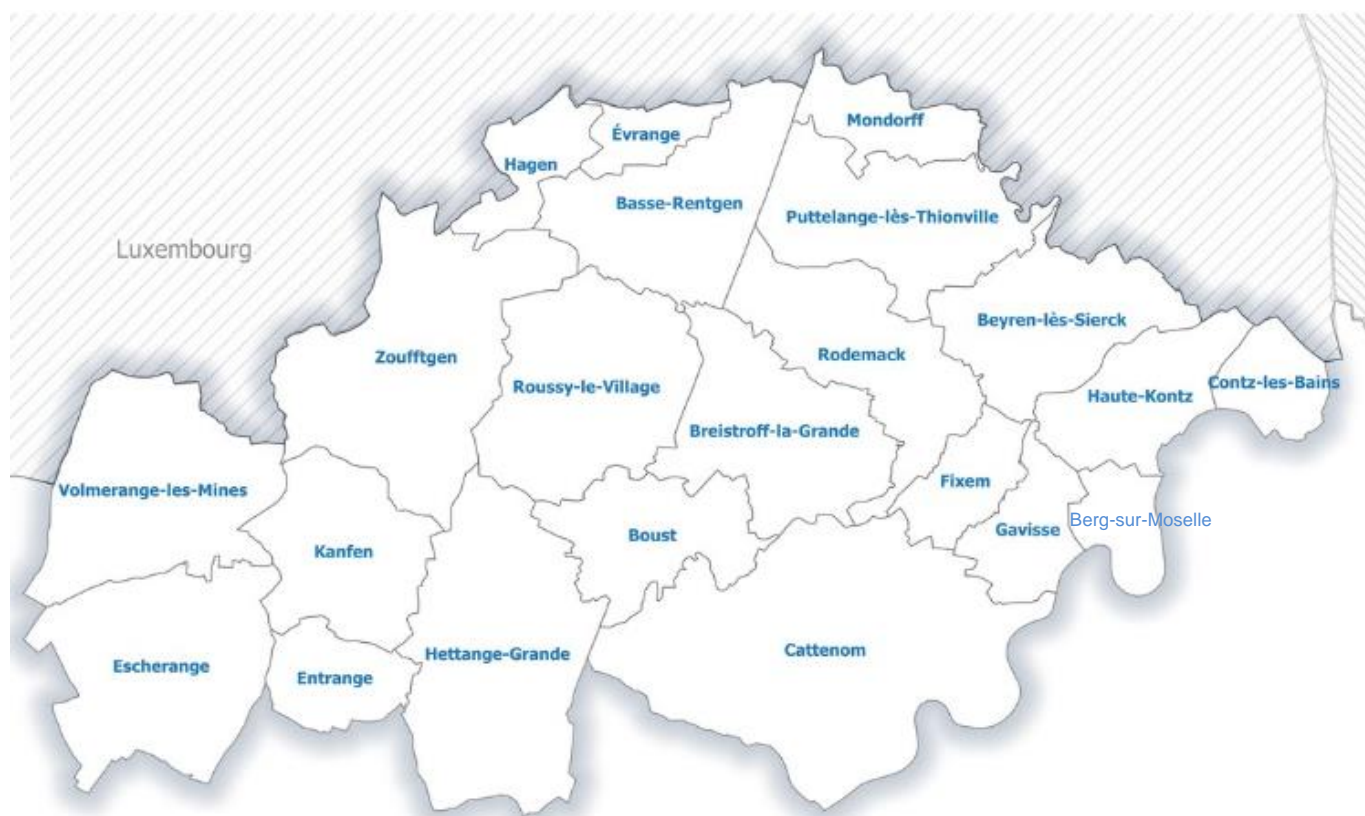 Mondorff
Évrange
Hagen
Basse-Rentgen
Puttelange-lès-Thionville
Luxembourg
Beyren-lès-Sierck
Zoufftgen
Rodemack
Roussy-le-Village
Contz-les-Bains
Haute-Kontz
Breistroff-la-Grande
Volmerange-les-Mines
Fixem
Berg-sur-Moselle
Gavisse
Boust
Kanfen
Cattenom
Hettange-Grande
Escherange
Entrange